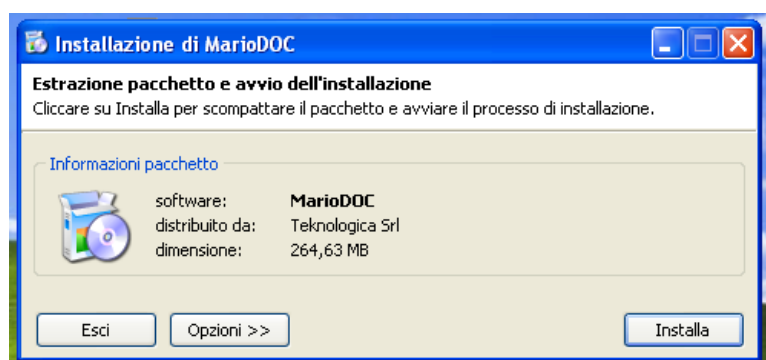 Installazione di MarioDOC
Estrazione pacchetto e avvio dell'installazione
Cliccare su Installa per scompattare il pacchetto e avviare il processo di installazione.
Informazioni pacchetto
software: MarioDOC
distribuito da: Teknologica Srl
dimensione: 264,63 MB
Esci Opzioni >> Installa